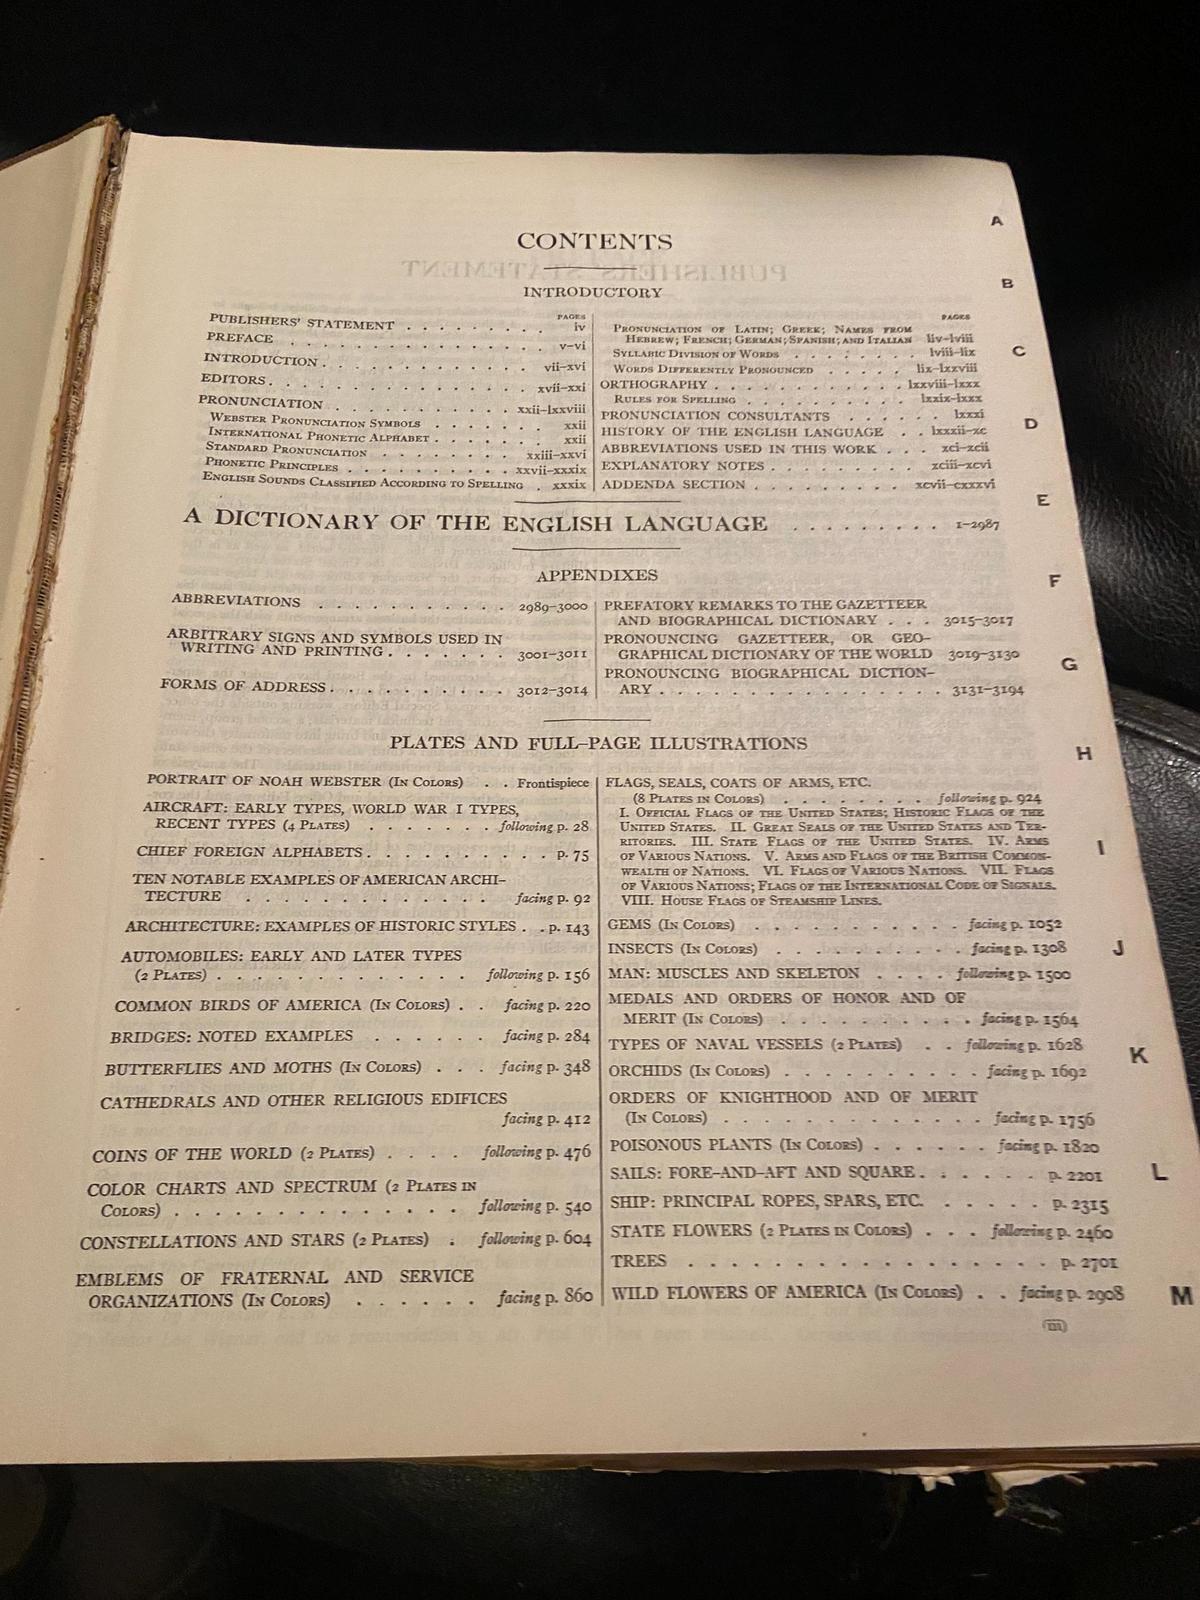 CONTENTS
INTRODUCTORY
PAGES
PUBLISHERS' STATEMENT . . . . . . . . iv
PREFACE . . . . . . . . . . . . . v–vi
INTRODUCTION . . . . . . . . . . . vii–xvi
EDITORS . . . . . . . . . . . . . xvii–xxi
PRONUNCIATION . . . . . . . . . . xxii–lxxviii
WEBSTER PRONUNCIATION SYMBOLS . . . . . . . xxii
INTERNATIONAL PHONETIC ALPHABET . . . . . . . xxii
STANDARD PRONUNCIATION . . . . . . . . xxiii–xxvi
PHONETIC PRINCIPLES . . . . . . . . . xxvii–xxxix
ENGLISH SOUNDS CLASSIFIED ACCORDING TO SPELLING . xxxix
PAGES
PRONUNCIATION OF LATIN; GREEK; NAMES FROM
HEBREW; FRENCH; GERMAN; SPANISH; AND ITALIAN liv–lviii
SYLLABIC DIVISION OF WORDS . . . . . . . lviii–lix
WORDS DIFFERENTLY PRONOUNCED . . . . . lix–lxxviii
ORTHOGRAPHY . . . . . . . . . . . lxxviii–lxxx
RULES FOR SPELLING . . . . . . . . . lxxix–lxxx
PRONUNCIATION CONSULTANTS . . . . . . lxxxi
HISTORY OF THE ENGLISH LANGUAGE . . lxxxii–xc
ABBREVIATIONS USED IN THIS WORK . . . xci–xcii
EXPLANATORY NOTES . . . . . . . . . xciii–xcvi
ADDENDA SECTION . . . . . . . . . xcvii–cxxxvi
A DICTIONARY OF THE ENGLISH LANGUAGE . . . . . . . . . 1–2987
APPENDIXES
ABBREVIATIONS . . . . . . . . . . . 2989–3000
ARBITRARY SIGNS AND SYMBOLS USED IN
WRITING AND PRINTING . . . . . . . 3001–3011
FORMS OF ADDRESS . . . . . . . . . . 3012–3014
PREFATORY REMARKS TO THE GAZETTEER
AND BIOGRAPHICAL DICTIONARY . . . 3015–3017
PRONOUNCING GAZETTEER, OR GEO–
GRAPHICAL DICTIONARY OF THE WORLD 3019–3130
PRONOUNCING BIOGRAPHICAL DICTION–
ARY . . . . . . . . . . . . . . . . 3131–3194
PLATES AND FULL–PAGE ILLUSTRATIONS
PORTRAIT OF NOAH WEBSTER (IN COLORS) . . Frontispiece
AIRCRAFT: EARLY TYPES, WORLD WAR I TYPES,
RECENT TYPES (4 PLATES) . . . . . . . following p. 28
CHIEF FOREIGN ALPHABETS . . . . . . . . . . p. 75
TEN NOTABLE EXAMPLES OF AMERICAN ARCHI–
TECTURE . . . . . . . . . . . . . facing p. 92
ARCHITECTURE: EXAMPLES OF HISTORIC STYLES . . p. 143
AUTOMOBILES: EARLY AND LATER TYPES
(2 PLATES) . . . . . . . . . . . . . following p. 156
COMMON BIRDS OF AMERICA (IN COLORS) . . facing p. 220
BRIDGES: NOTED EXAMPLES . . . . . . facing p. 284
BUTTERFLIES AND MOTHS (IN COLORS) . . . facing p. 348
CATHEDRALS AND OTHER RELIGIOUS EDIFICES
facing p. 412
COINS OF THE WORLD (2 PLATES) . . . . following p. 476
COLOR CHARTS AND SPECTRUM (2 PLATES IN
COLORS) . . . . . . . . . . . . . following p. 540
CONSTELLATIONS AND STARS (2 PLATES) . following p. 604
EMBLEMS OF FRATERNAL AND SERVICE
ORGANIZATIONS (IN COLORS) . . . . . . facing p. 860
FLAGS, SEALS, COATS OF ARMS, ETC.
(8 PLATES IN COLORS) . . . . . . . . following p. 924
I. OFFICIAL FLAGS OF THE UNITED STATES; HISTORIC FLAGS OF THE
UNITED STATES. II. GREAT SEALS OF THE UNITED STATES AND TER-
RITORIES. III. STATE FLAGS OF THE UNITED STATES. IV. ARMS
OF VARIOUS NATIONS. V. ARMS AND FLAGS OF THE BRITISH COMMON-
WEALTH OF NATIONS. VI. FLAGS OF VARIOUS NATIONS. VII. FLAGS
OF VARIOUS NATIONS; FLAGS OF THE INTERNATIONAL CODE OF SIGNALS.
VIII. HOUSE FLAGS OF STEAMSHIP LINES.
GEMS (IN COLORS) . . . . . . . . . . . facing p. 1052
INSECTS (IN COLORS) . . . . . . . . . . facing p. 1308
MAN: MUSCLES AND SKELETON . . . . following p. 1500
MEDALS AND ORDERS OF HONOR AND OF
MERIT (IN COLORS) . . . . . . . . . . facing p. 1564
TYPES OF NAVAL VESSELS (2 PLATES) . . following p. 1628
ORCHIDS (IN COLORS) . . . . . . . . . . facing p. 1692
ORDERS OF KNIGHTHOOD AND OF MERIT
(IN COLORS) . . . . . . . . . . . . . facing p. 1756
POISONOUS PLANTS (IN COLORS) . . . . . . facing p. 1820
SAILS: FORE–AND–AFT AND SQUARE . . . . . . p. 2201
SHIP: PRINCIPAL ROPES, SPARS, ETC. . . . . . p. 2315
STATE FLOWERS (2 PLATES IN COLORS) . . . following p. 2460
TREES . . . . . . . . . . . . . . . . . p. 2701
WILD FLOWERS OF AMERICA (IN COLORS) . . facing p. 2908
(iii)
A
B
C
D
E
F
G
H
I
J
K
L
M